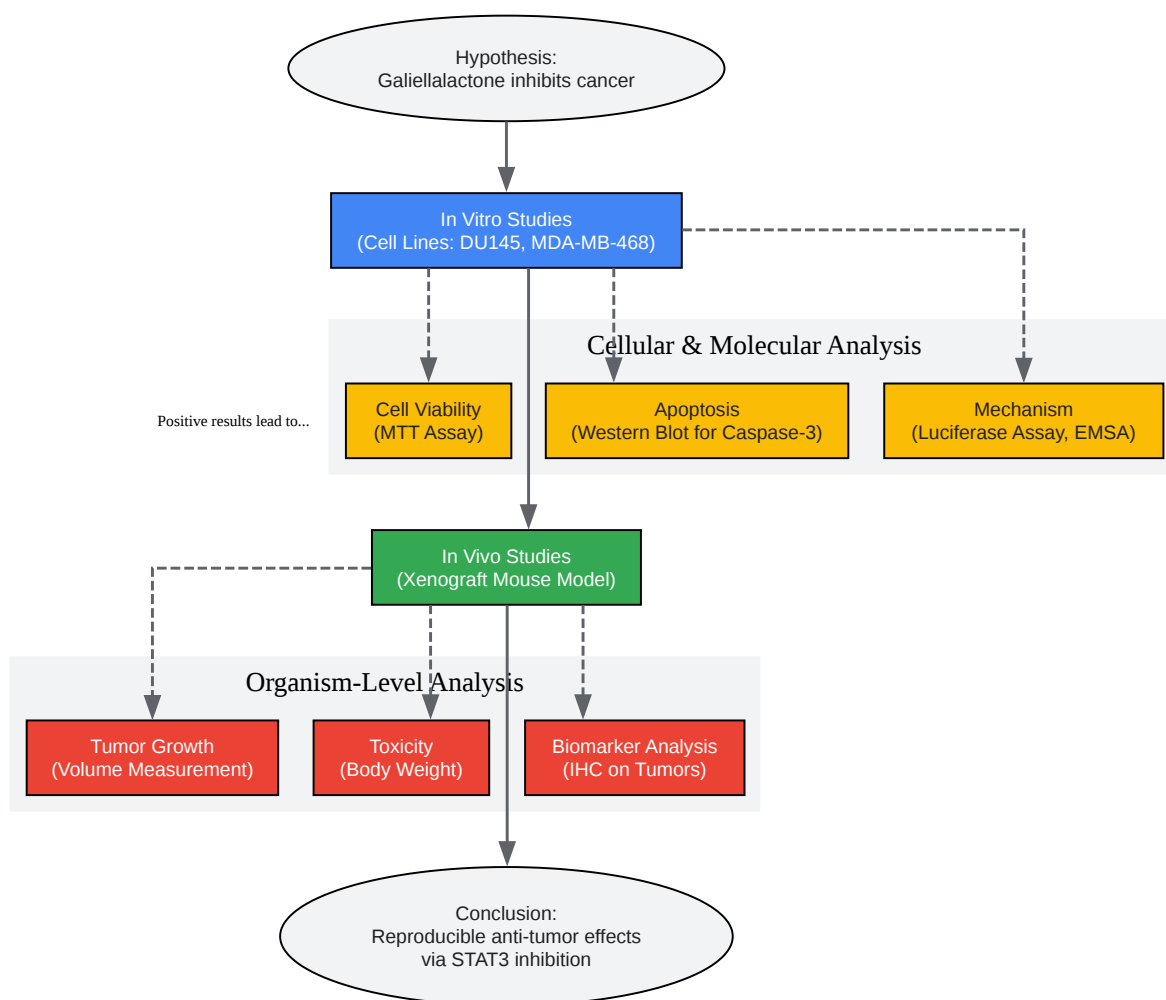 Hypothesis:
Galiellalactone inhibits cancer
In Vitro Studies
(Cell Lines: DU145, MDA-MB-468)
Cellular & Molecular Analysis
Positive results lead to...
Cell Viability
(MTT Assay)
Apoptosis
(Western Blot for Caspase-3)
Mechanism
(Luciferase Assay, EMSA)
In Vivo Studies
(Xenograft Mouse Model)
Organism-Level Analysis
Tumor Growth
(Volume Measurement)
Toxicity
(Body Weight)
Biomarker Analysis
(IHC on Tumors)
Conclusion:
Reproducible anti-tumor effects
via STAT3 inhibition